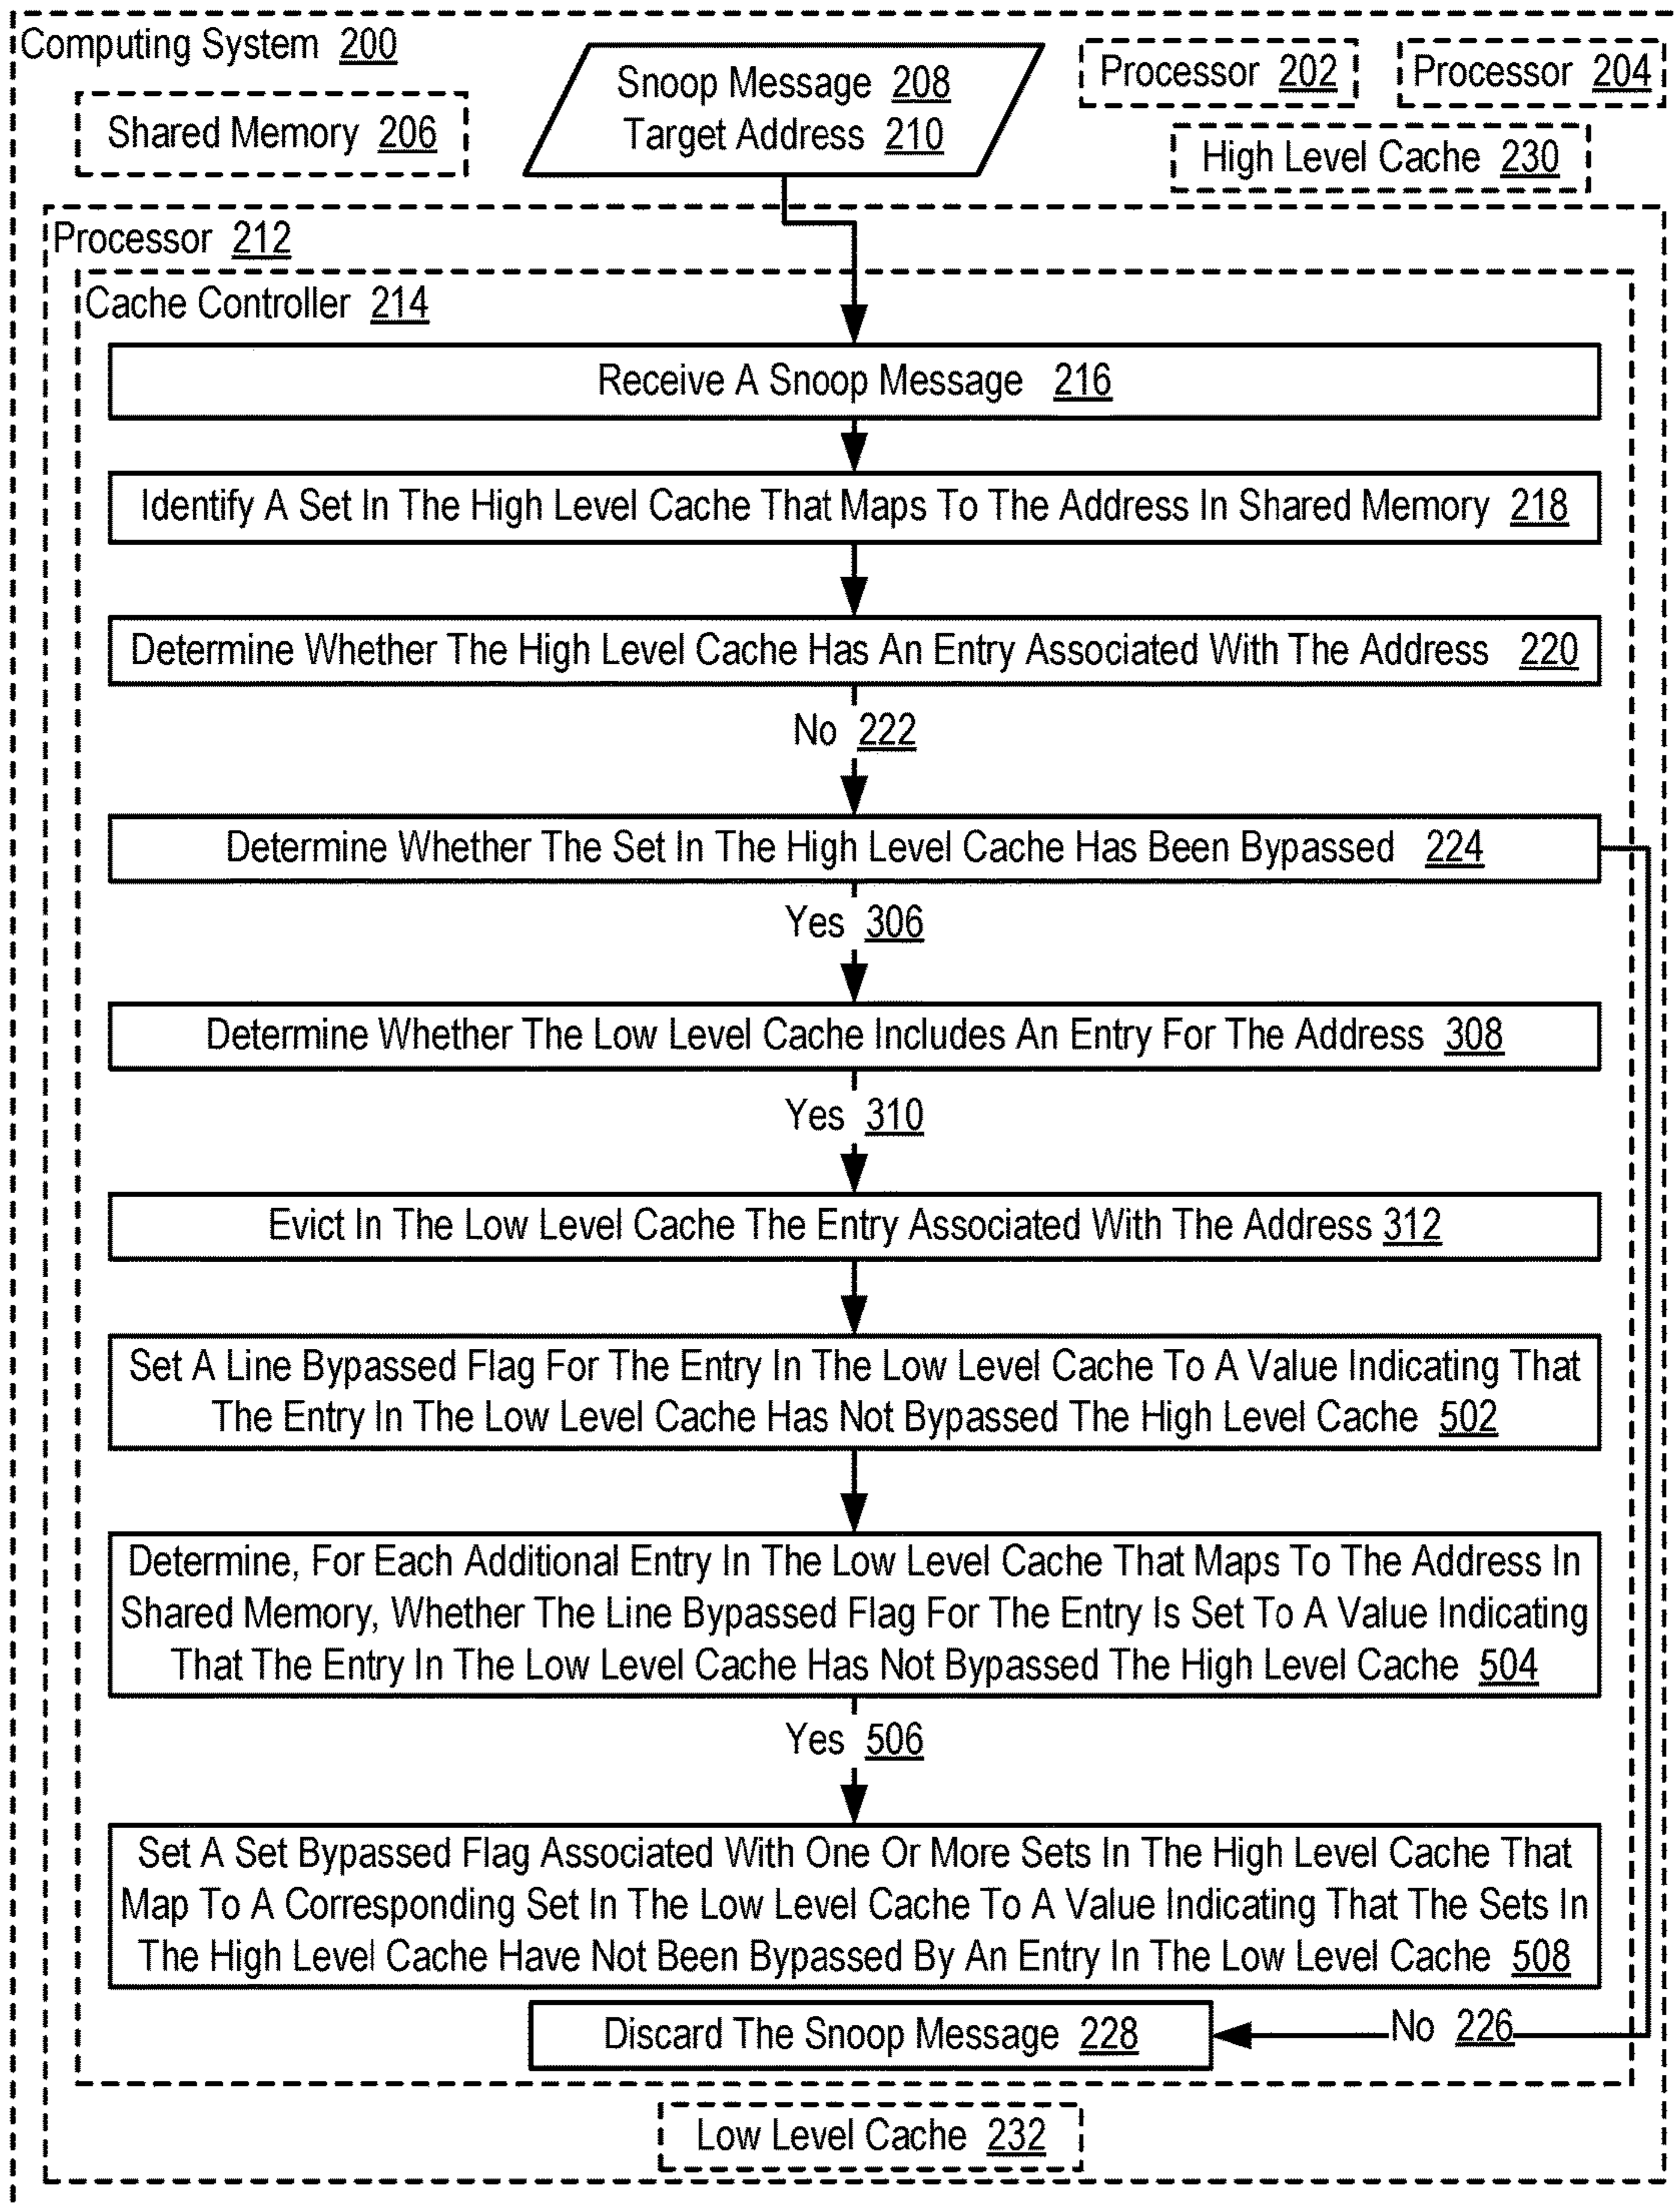 Computing System 200
Snoop Message 208
Target Address 210
Processor 202
Processor 204
Shared Memory 206
High Level Cache 230
Processor 212
Cache Controller 214
Receive A Snoop Message 216
Identify A Set In The High Level Cache That Maps To The Address In Shared Memory 218
Determine Whether The High Level Cache Has An Entry Associated With The Address 220
No 222
Determine Whether The Set In The High Level Cache Has Been Bypassed 224
Yes 306
Determine Whether The Low Level Cache Includes An Entry For The Address 308
Yes 310
Evict In The Low Level Cache The Entry Associated With The Address 312
Set A Line Bypassed Flag For The Entry In The Low Level Cache To A Value Indicating That
The Entry In The Low Level Cache Has Not Bypassed The High Level Cache 502
Determine, For Each Additional Entry In The Low Level Cache That Maps To The Address In
Shared Memory, Whether The Line Bypassed Flag For The Entry Is Set To A Value Indicating
That The Entry In The Low Level Cache Has Not Bypassed The High Level Cache 504
Yes 506
Set A Set Bypassed Flag Associated With One Or More Sets In The High Level Cache That
Map To A Corresponding Set In The Low Level Cache To A Value Indicating That The Sets In
The High Level Cache Have Not Been Bypassed By An Entry In The Low Level Cache 508
Discard The Snoop Message 228
No 226
Low Level Cache 232